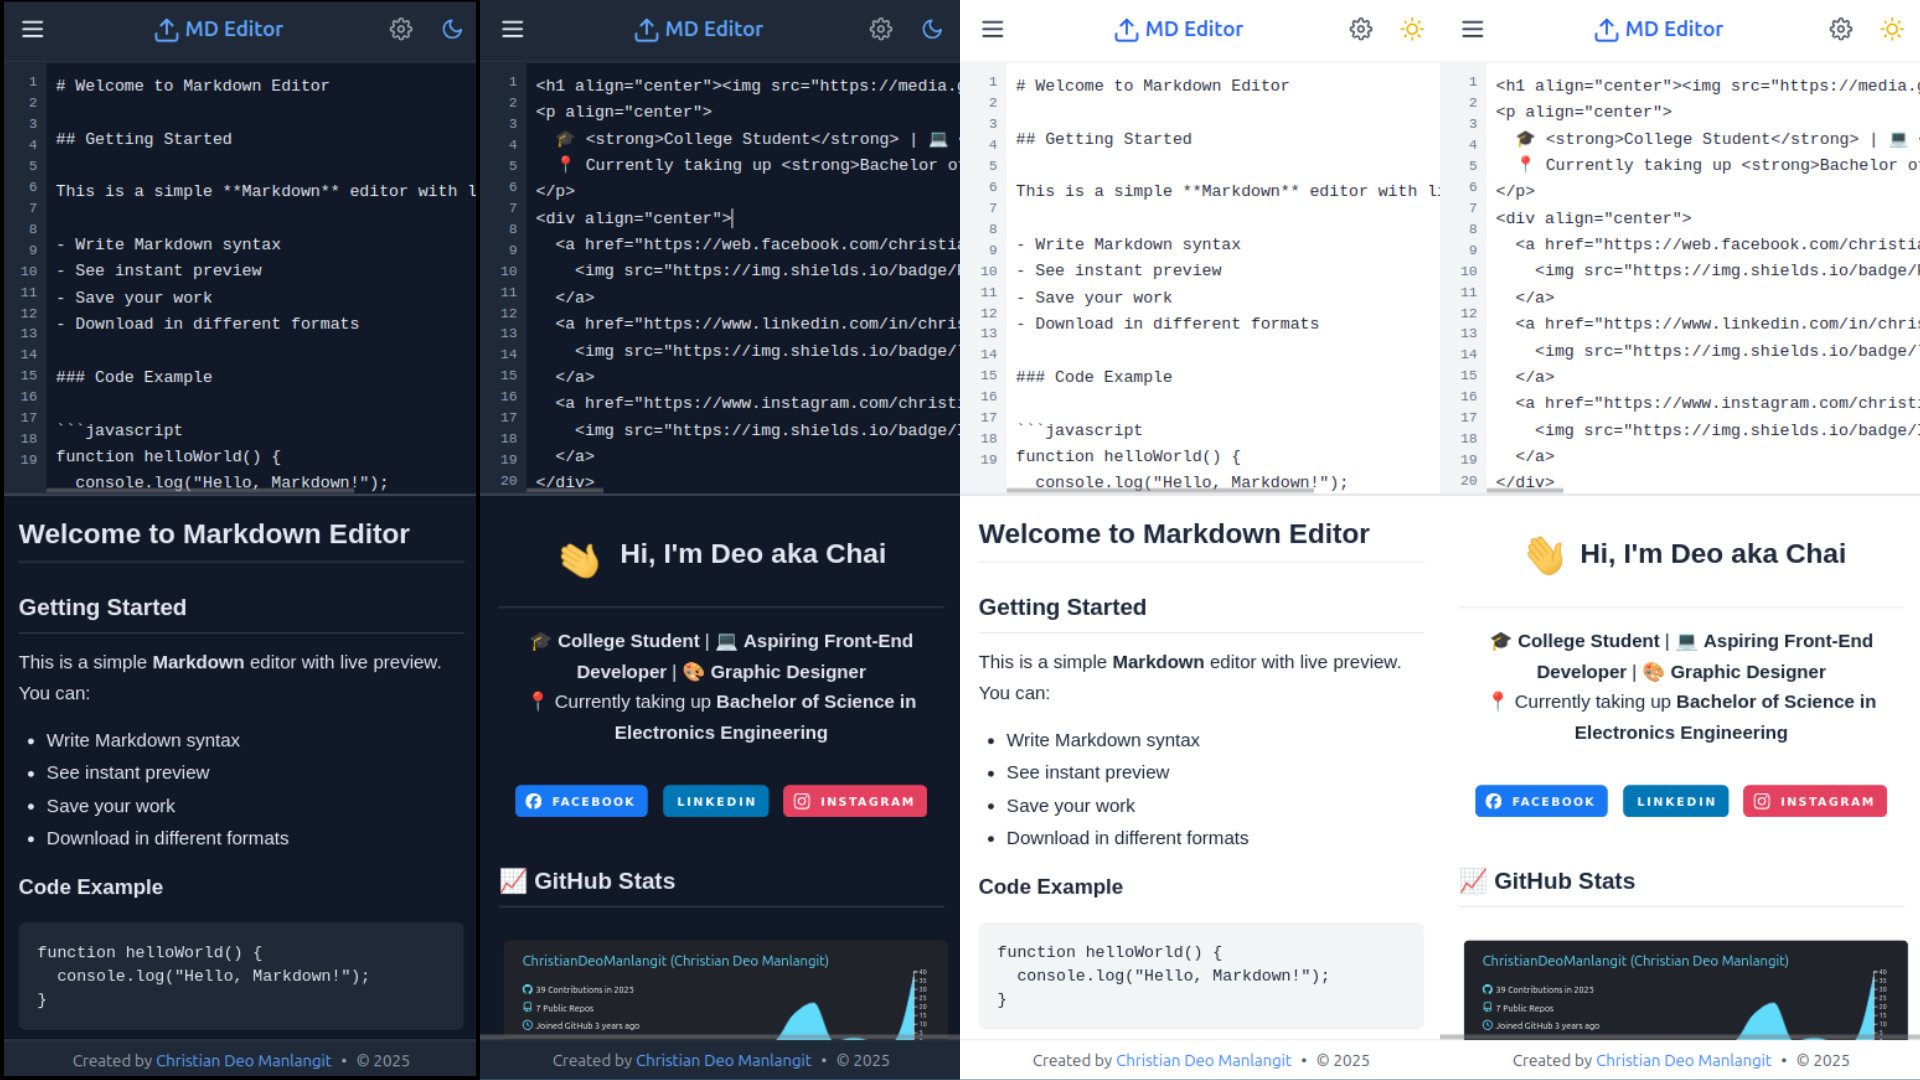 MD Editor
1
2
3
4
5
6
7
8
9
10
11
12
13
14
15
16
17
18
19
# Welcome to Markdown Editor
## Getting Started
This is a simple **Markdown** editor with l
- Write Markdown syntax
- See instant preview
- Save your work
- Download in different formats
### Code Example
```javascript
function helloWorld() {
console.log("Hello, Markdown!");
Welcome to Markdown Editor
Getting Started
This is a simple Markdown editor with live preview.
You can:
• Write Markdown syntax
• See instant preview
• Save your work
• Download in different formats
Code Example
function helloWorld() {
console.log("Hello, Markdown!");
}
Created by Christian Deo Manlangit • © 2025
MD Editor
1
2
3
4
5
6
7
8
9
10
11
12
13
14
15
16
17
18
19
20
<h1 align="center"><img src="https://media.g
<p align="center">
🎓 <strong>College Student</strong> | 💻
📍 Currently taking up <strong>Bachelor o
</p>
<div align="center">
<a href="https://web.facebook.com/christia
<img src="https://img.shields.io/badge/
</a>
<a href="https://www.linkedin.com/in/chris
<img src="https://img.shields.io/badge/
</a>
<a href="https://www.instagram.com/christi
<img src="https://img.shields.io/badge/
</a>
</div>
👋 Hi, I'm Deo aka Chai
🎓 College Student | 💻 Aspiring Front-End
Developer | 🎨 Graphic Designer
📍 Currently taking up Bachelor of Science in
Electronics Engineering
FACEBOOK LINKEDIN INSTAGRAM
📈 GitHub Stats
ChristianDeoManlangit (Christian Deo Manlangit)
39 Contributions in 2025
7 Public Repos
Joined GitHub 3 years ago
40
35
30
25
20
15
10
Created by Christian Deo Manlangit • © 2025
MD Editor
1
2
3
4
5
6
7
8
9
10
11
12
13
14
15
16
17
18
19
# Welcome to Markdown Editor
## Getting Started
This is a simple **Markdown** editor with li
- Write Markdown syntax
- See instant preview
- Save your work
- Download in different formats
### Code Example
```javascript
function helloWorld() {
console.log("Hello, Markdown!");
Welcome to Markdown Editor
Getting Started
This is a simple Markdown editor with live preview.
You can:
• Write Markdown syntax
• See instant preview
• Save your work
• Download in different formats
Code Example
function helloWorld() {
console.log("Hello, Markdown!");
}
Created by Christian Deo Manlangit • © 2025
MD Editor
1
2
3
4
5
6
7
8
9
10
11
12
13
14
15
16
17
18
19
20
<h1 align="center"><img src="https://media.g
<p align="center">
🎓 <strong>College Student</strong> | 💻
📍 Currently taking up <strong>Bachelor o
</p>
<div align="center">
<a href="https://web.facebook.com/christia
<img src="https://img.shields.io/badge/
</a>
<a href="https://www.linkedin.com/in/chris
<img src="https://img.shields.io/badge/
</a>
<a href="https://www.instagram.com/christi
<img src="https://img.shields.io/badge/
</a>
</div>
👋 Hi, I'm Deo aka Chai
🎓 College Student | 💻 Aspiring Front-End
Developer | 🎨 Graphic Designer
📍 Currently taking up Bachelor of Science in
Electronics Engineering
FACEBOOK LINKEDIN INSTAGRAM
📈 GitHub Stats
ChristianDeoManlangit (Christian Deo Manlangit)
39 Contributions in 2025
7 Public Repos
Joined GitHub 3 years ago
40
35
30
25
20
15
10
Created by Christian Deo Manlangit • © 2025